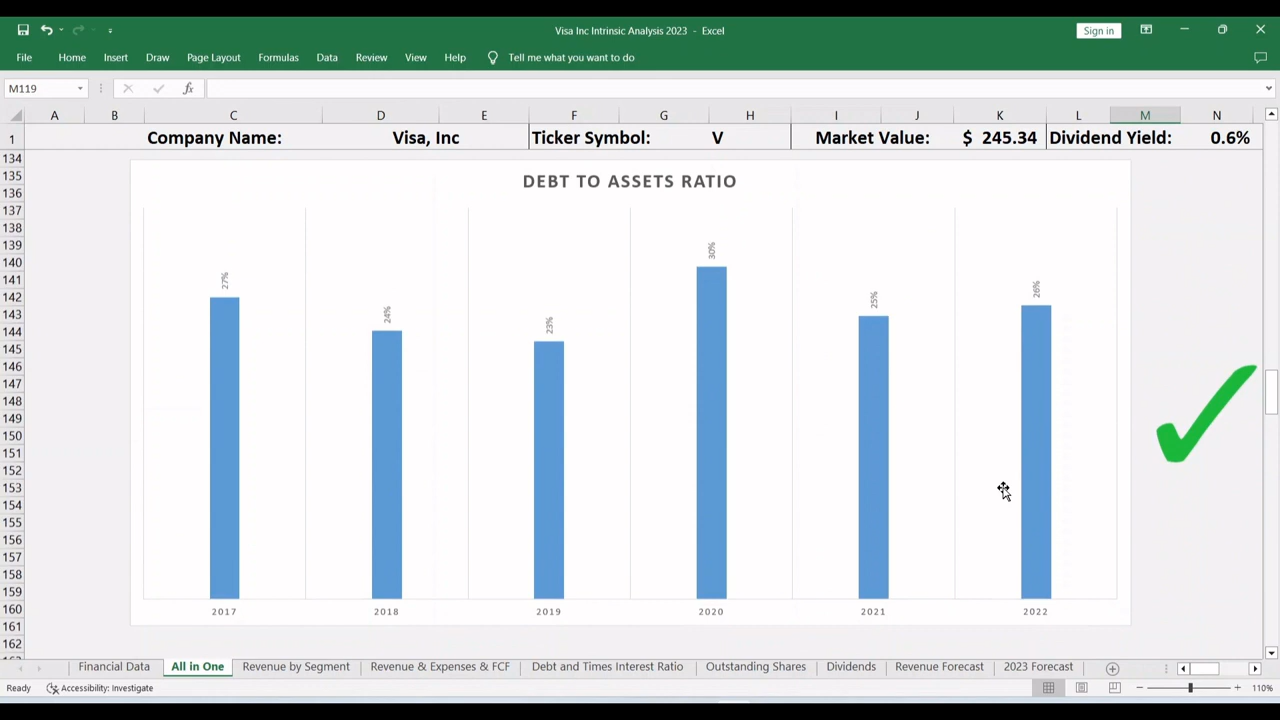 Visa Inc Intrinsic Analysis 2023 - Excel
Sign in
File Home Insert Draw Page Layout Formulas Data Review View Help Tell me what you want to do
M119 fx
A B C D E F G H I J K L M N
1 Company Name: Visa, Inc Ticker Symbol: V Market Value: $ 245.34 Dividend Yield: 0.6%
134
135
136
137
138
139
140
141
142
143
144
145
146
147
148
149
150
151
152
153
154
155
156
157
158
159
160
161
162
DEBT TO ASSETS RATIO
27% 24% 23% 30% 25% 26%
2017 2018 2019 2020 2021 2022
Financial Data All in One Revenue by Segment Revenue & Expenses & FCF Debt and Times Interest Ratio Outstanding Shares Dividends Revenue Forecast 2023 Forecast
Ready Accessibility: Investigate 110%